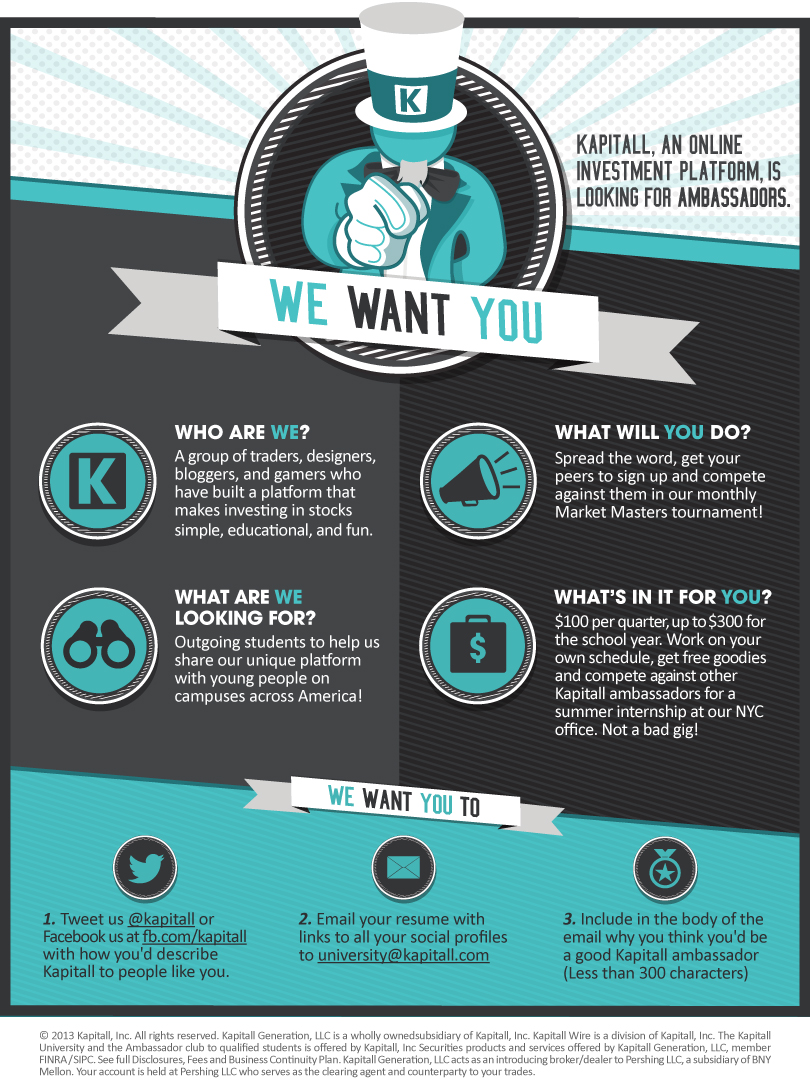 K
KAPITALL, AN ONLINE
INVESTMENT PLATFORM, IS
LOOKING FOR AMBASSADORS.
WE WANT YOU
WHO ARE WE?
A group of traders, designers,
bloggers, and gamers who
have built a platform that
makes investing in stocks
simple, educational, and fun.
K
WHAT WILL YOU DO?
Spread the word, get your
peers to sign up and compete
against them in our monthly
Market Masters tournament!
WHAT ARE WE
LOOKING FOR?
Outgoing students to help us
share our unique platform
with young people on
campuses across America!
WHAT'S IN IT FOR YOU?
$100 per quarter, up to $300 for
the school year. Work on your
own schedule, get free goodies
and compete against other
Kapitall ambassadors for a
summer internship at our NYC
office. Not a bad gig!
$
WE WANT YOU TO
1. Tweet us @kapitall or
Facebook us at fb.com/kapitall
with how you'd describe
Kapitall to people like you.
2. Email your resume with
links to all your social profiles
to university@kapitall.com
3. Include in the body of the
email why you think you'd be
a good Kapitall ambassador
(Less than 300 characters)
© 2013 Kapitall, Inc. All rights reserved. Kapitall Generation, LLC is a wholly ownedsubsidiary of Kapitall, Inc. Kapitall Wire is a division of Kapitall, Inc. The Kapitall
University and the Ambassador club to qualified students is offered by Kapitall, Inc Securities products and services offered by Kapitall Generation, LLC, member
FINRA/SIPC. See full Disclosures, Fees and Business Continuity Plan. Kapitall Generation, LLC acts as an introducing broker/dealer to Pershing LLC, a subsidiary of BNY
Mellon. Your account is held at Pershing LLC who serves as the clearing agent and counterparty to your trades.